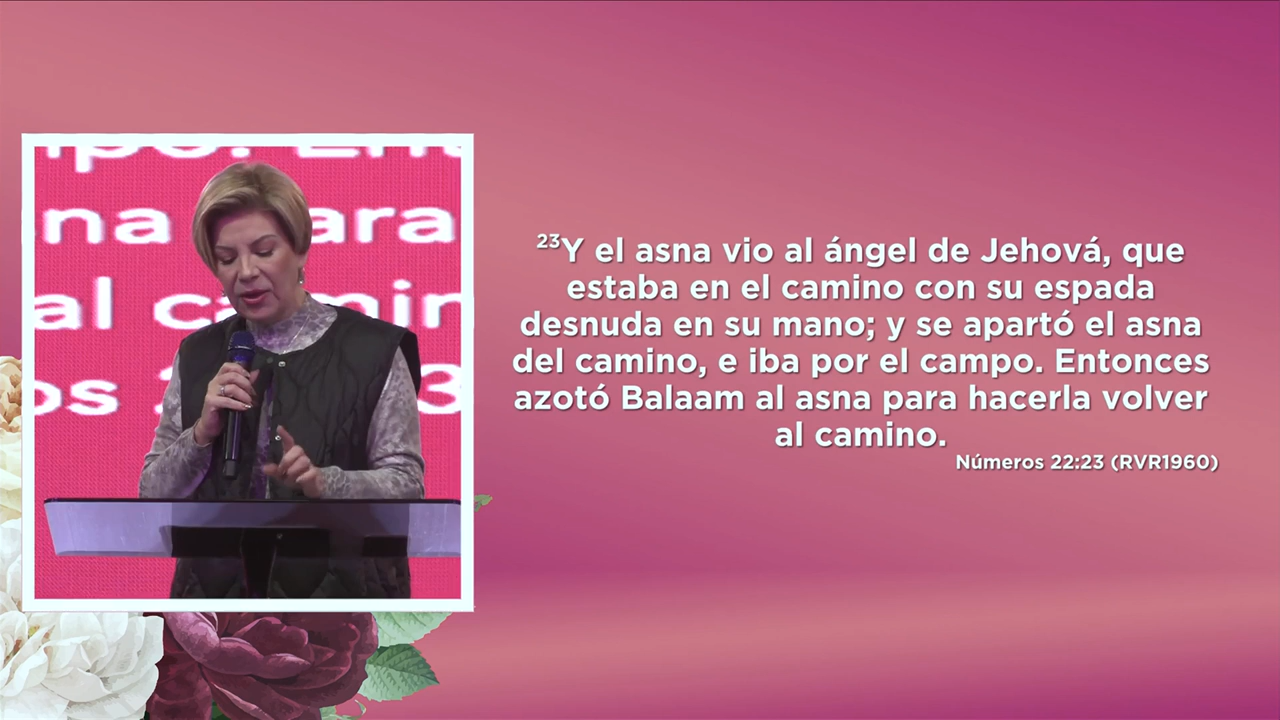 ²³Y el asna vio al ángel de Jehová, que
estaba en el camino con su espada
desnuda en su mano; y se apartó el asna
del camino, e iba por el campo. Entonces
azotó Balaam al asna para hacerla volver
al camino.
Números 22:23 (RVR1960)